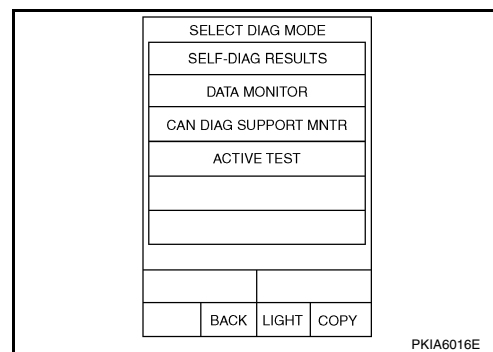 SELECT DIAG MODE
SELF-DIAG RESULTS
DATA MONITOR
CAN DIAG SUPPORT MNTR
ACTIVE TEST
BACK LIGHT COPY
PKIA6016E